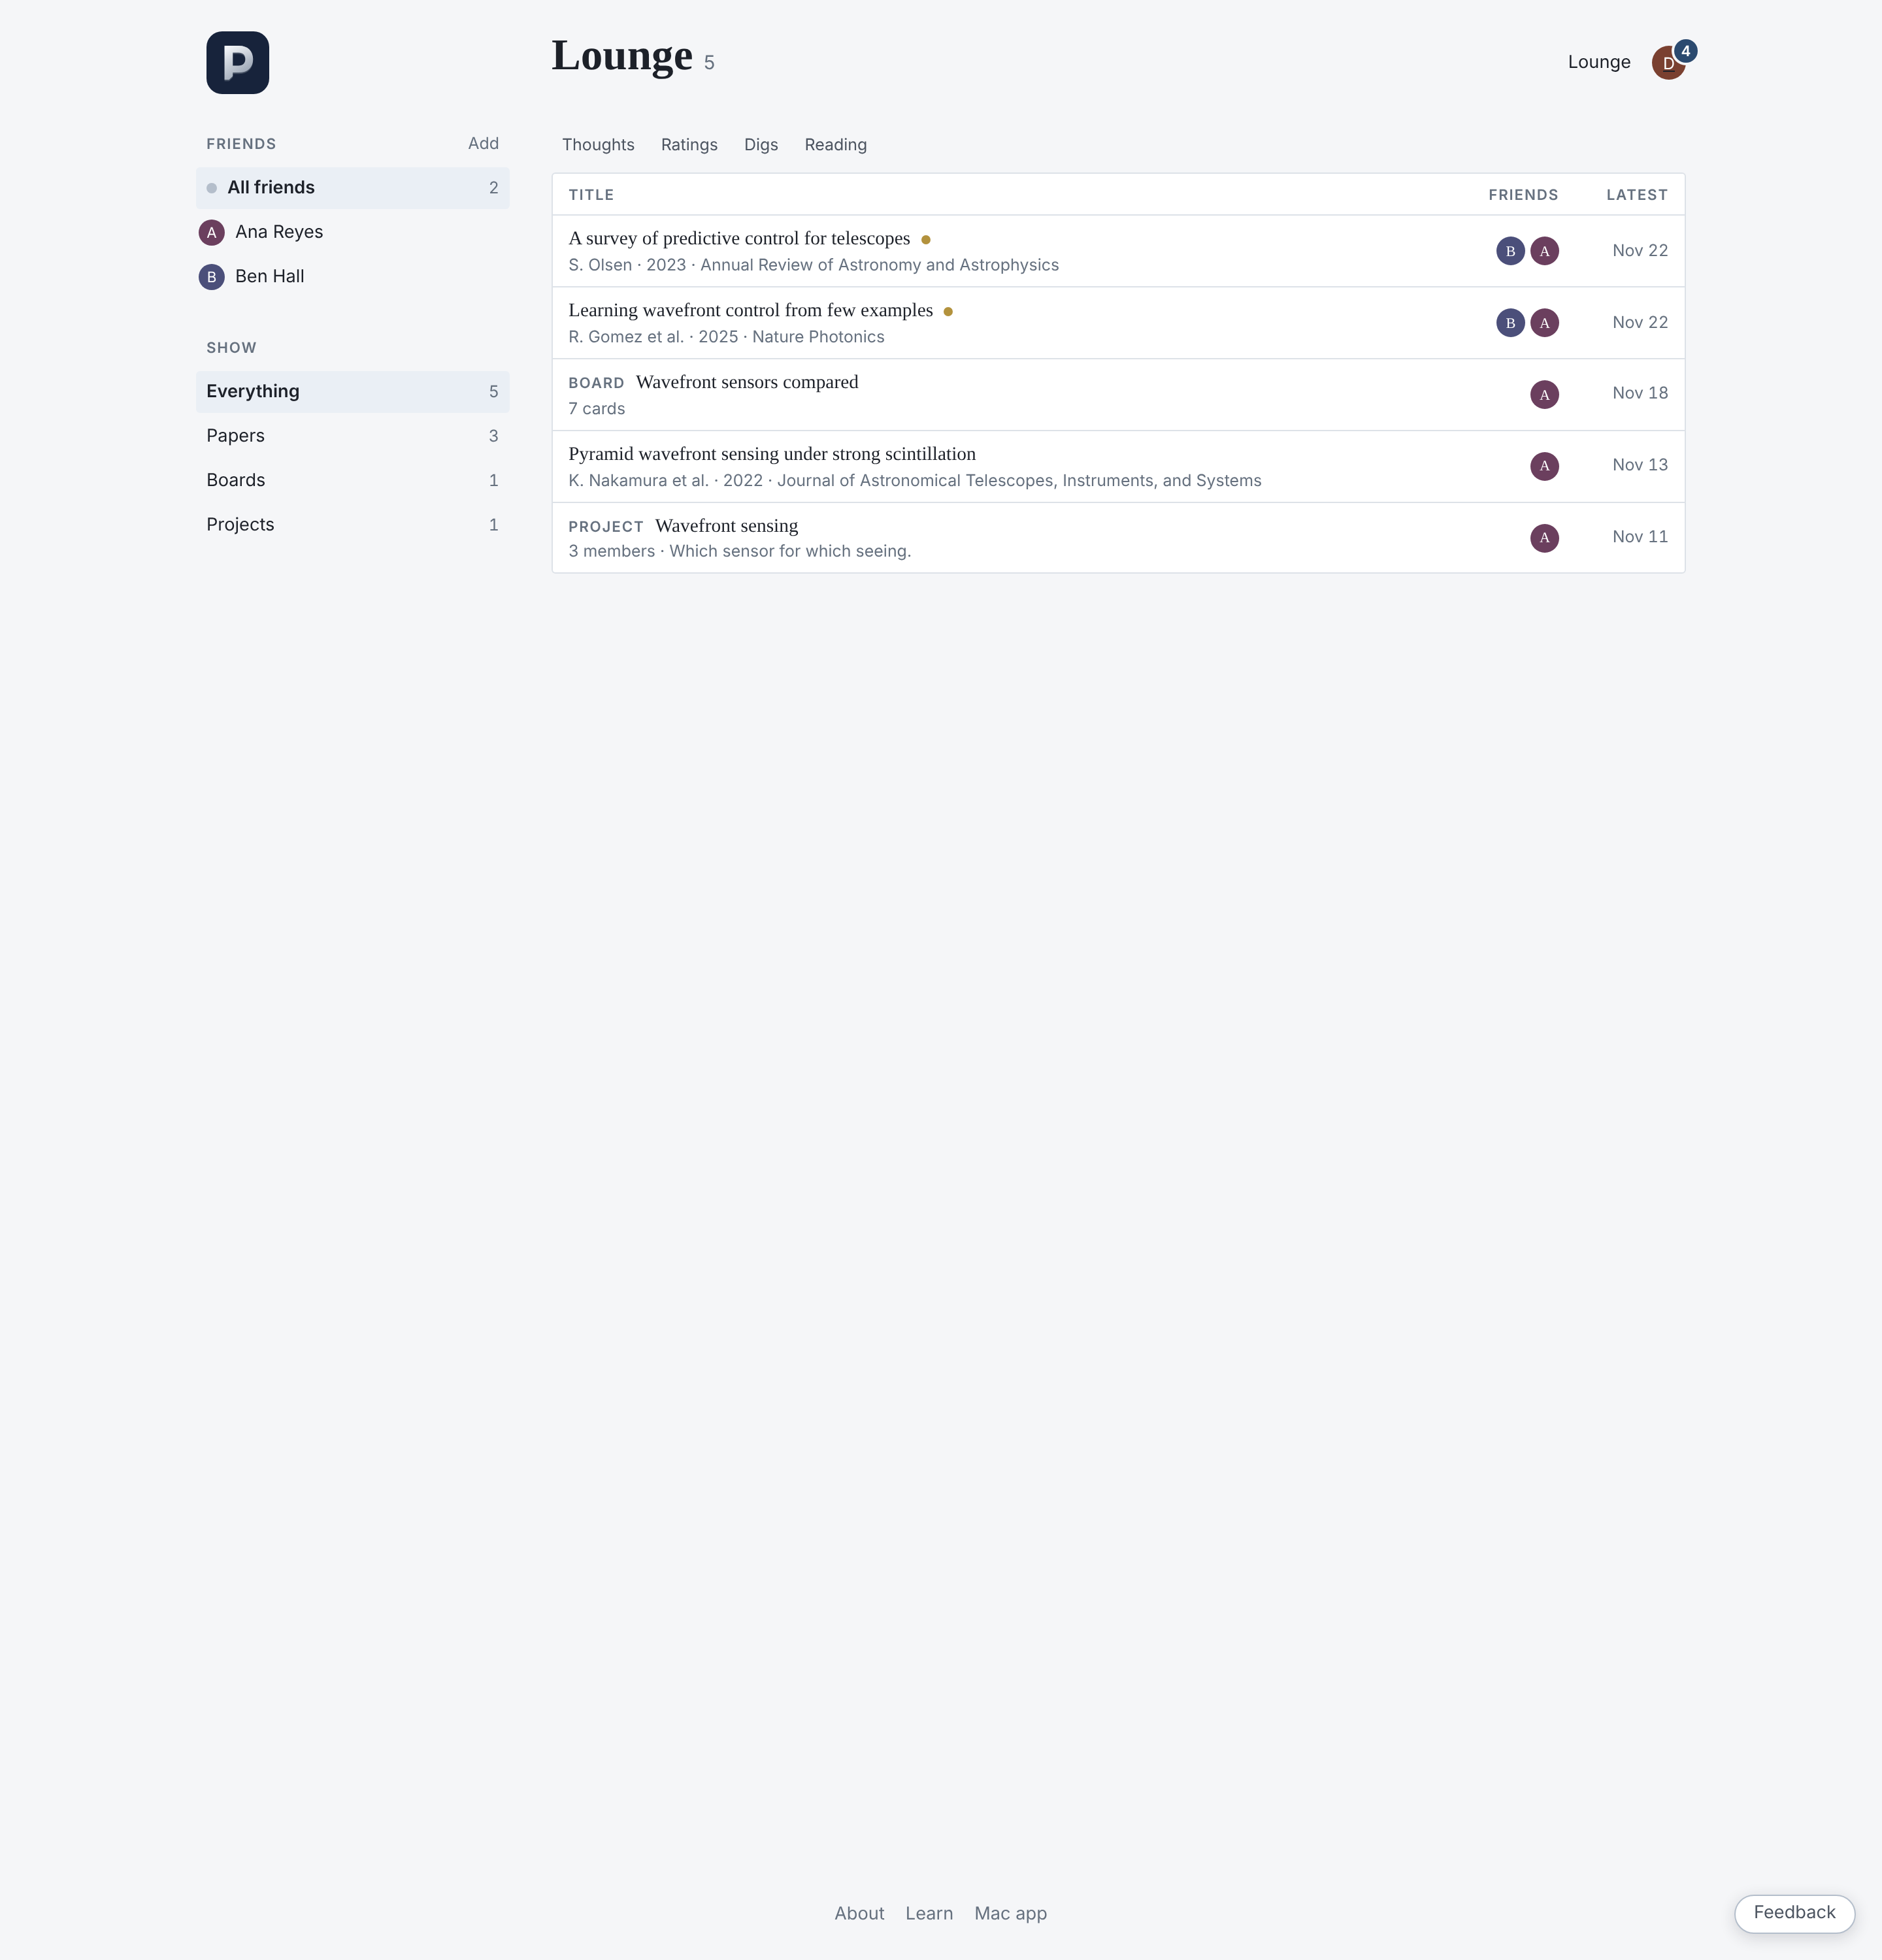 P
Lounge 5
Lounge
D
4
FRIENDS Add
All friends 2
A Ana Reyes
B Ben Hall
SHOW
Everything 5
Papers 3
Boards 1
Projects 1
Thoughts Ratings Digs Reading
TITLE FRIENDS LATEST
A survey of predictive control for telescopes
S. Olsen · 2023 · Annual Review of Astronomy and Astrophysics
B A Nov 22
Learning wavefront control from few examples
R. Gomez et al. · 2025 · Nature Photonics
B A Nov 22
BOARD Wavefront sensors compared
7 cards
A Nov 18
Pyramid wavefront sensing under strong scintillation
K. Nakamura et al. · 2022 · Journal of Astronomical Telescopes, Instruments, and Systems
A Nov 13
PROJECT Wavefront sensing
3 members · Which sensor for which seeing.
A Nov 11
About Learn Mac app
Feedback